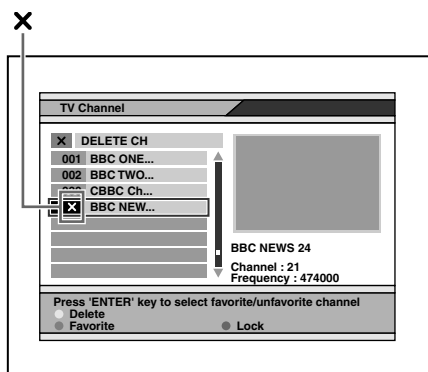 TV Channel
DELETE CH
001 BBC ONE...
002 BBC TWO...
CBBC Ch...
BBC NEW...
BBC NEWS 24
Channel : 21
Frequency : 474000
Press 'ENTER' key to select favorite/unfavorite channel
Delete
Favorite
Lock